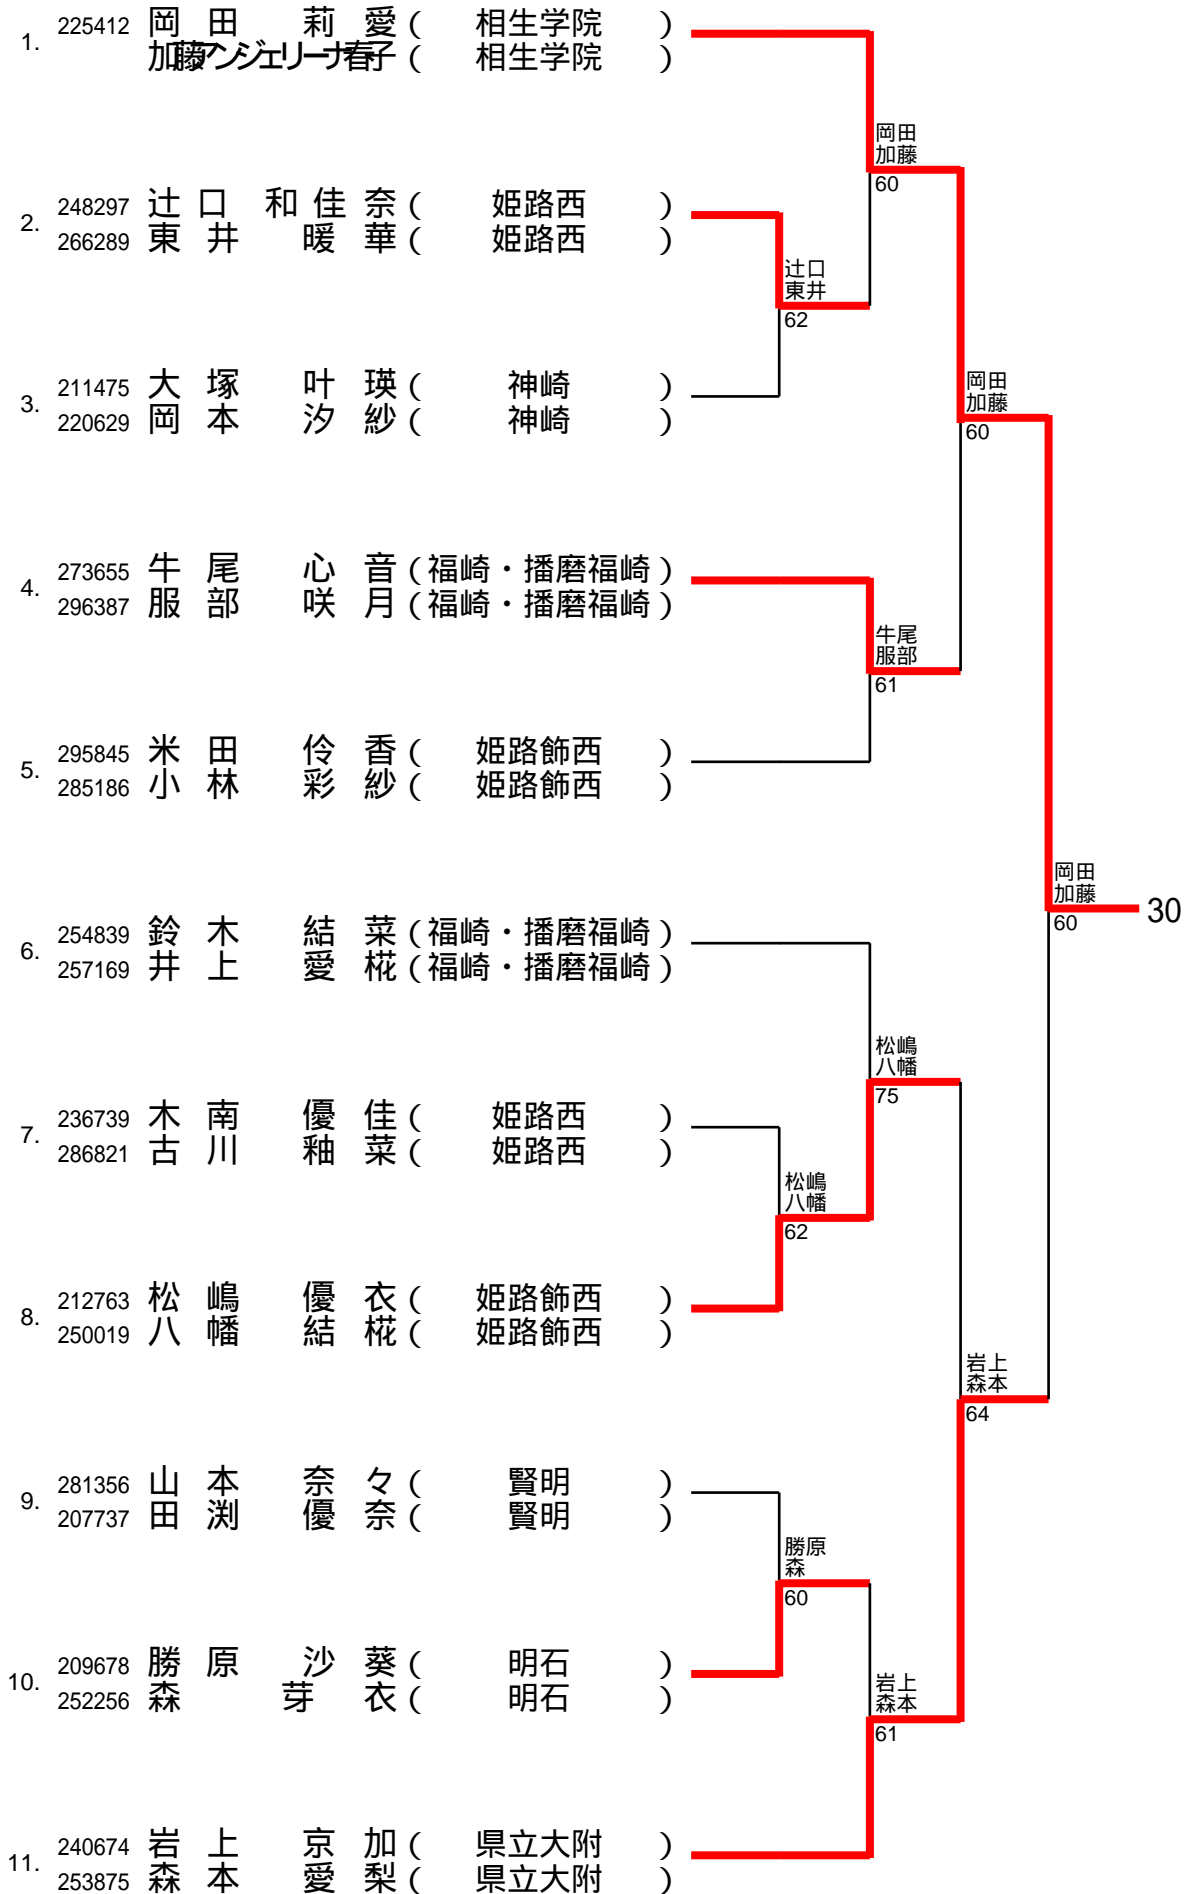 1. 225412 岡田 莉愛 ( 相生学院 )
加藤アンジェリーナ春子 ( 相生学院 )
岡田
加藤
60
2. 248297 辻口 和佳奈 ( 姫路西 )
266289 東井 暖華 ( 姫路西 )
辻口
東井
62
3. 211475 大塚 叶瑛 ( 神崎 )
220629 岡本 汐紗 ( 神崎 )
岡田
加藤
60
4. 273655 牛尾 心音 ( 福崎・播磨福崎 )
296387 服部 咲月 ( 福崎・播磨福崎 )
牛尾
服部
61
5. 295845 米田 伶香 ( 姫路飾西 )
285186 小林 彩紗 ( 姫路飾西 )
岡田
加藤
60
30
6. 254839 鈴木 結菜 ( 福崎・播磨福崎 )
257169 井上 愛椛 ( 福崎・播磨福崎 )
松嶋
八幡
75
7. 236739 木南 優佳 ( 姫路西 )
286821 古川 釉菜 ( 姫路西 )
松嶋
八幡
62
8. 212763 松嶋 優衣 ( 姫路飾西 )
250019 八幡 結椛 ( 姫路飾西 )
岩上
森本
64
9. 281356 山本 奈々 ( 賢明 )
207737 田渕 優奈 ( 賢明 )
勝原
森
60
10. 209678 勝原 沙葵 ( 明石 )
252256 森 芽衣 ( 明石 )
岩上
森本
61
11. 240674 岩上 京加 ( 県立大附 )
253875 森本 愛梨 ( 県立大附 )